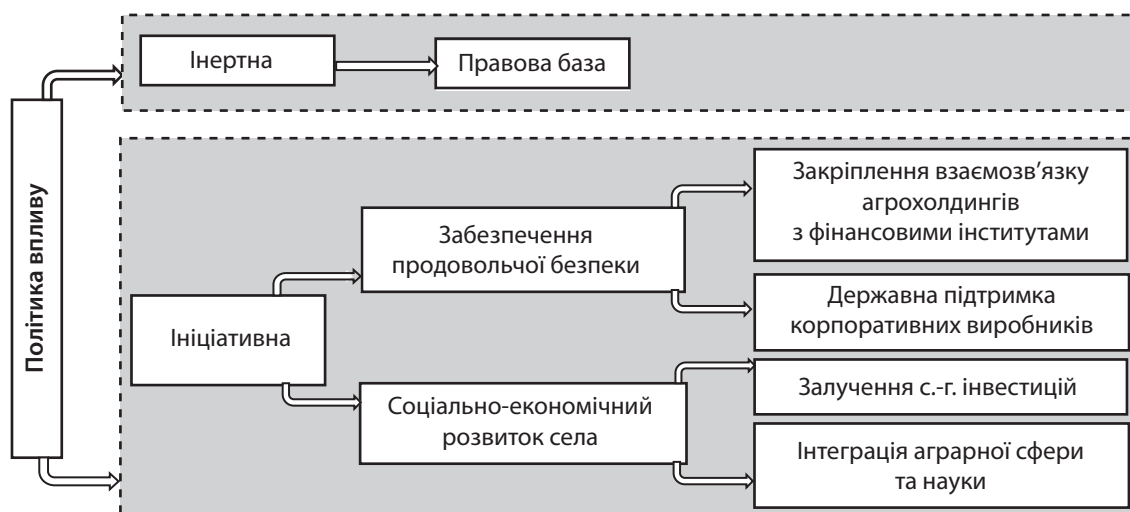 Політика впливу
Інертна
Правова база
Ініціативна
Забезпечення
продовольчої безпеки
Закріплення взаємозв’язку
агрохолдингів
з фінансовими інститутами
Державна підтримка
корпоративних виробників
Соціально-економічний
розвиток села
Залучення с.-г. інвестицій
Інтеграція аграрної сфери
та науки